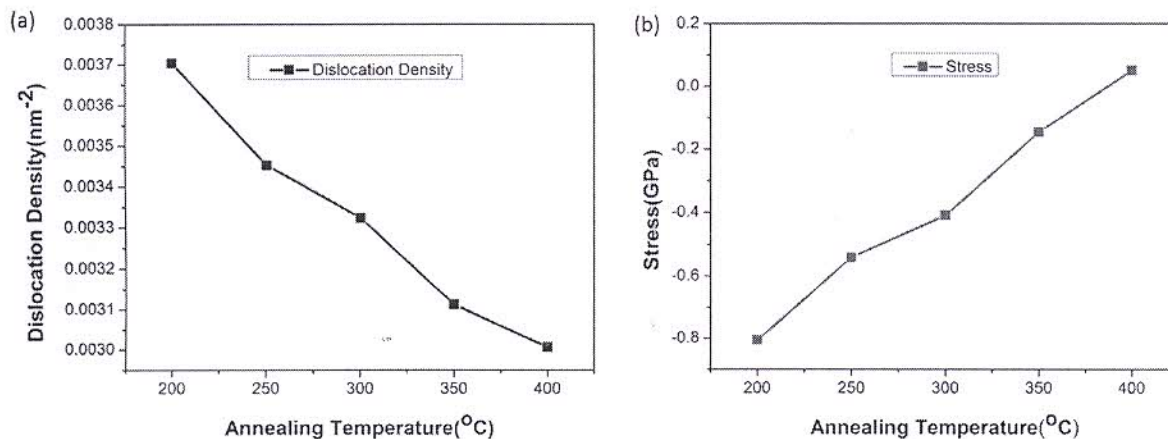 (a)
0.0038
0.0037
0.0036
0.0035
0.0034
0.0033
0.0032
0.0031
0.0030
Dislocation Density(nm⁻²)
Dislocation Density
200 250 300 350 400
Annealing Temperature(⁰C)
(b)
0.2
0.0
-0.2
-0.4
-0.6
-0.8
Stress(GPa)
Stress
200 250 300 350 400
Annealing Temperature(⁰C)